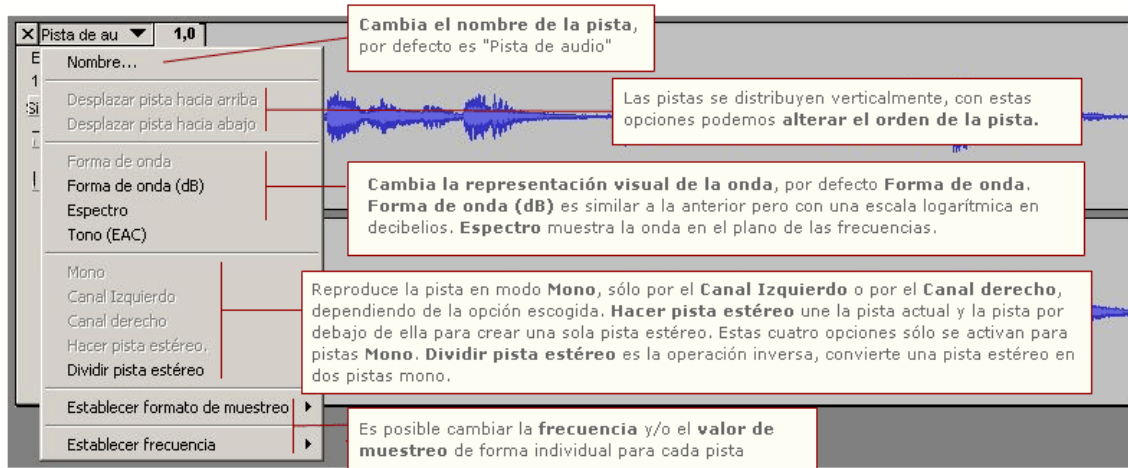 Pista de au
1,0
Nombre...
Desplazar pista hacia arriba
Desplazar pista hacia abajo
Forma de onda
Forma de onda (dB)
Espectro
Tono (EAC)
Mono
Canal Izquierdo
Canal derecho
Hacer pista estéreo.
Dividir pista estéreo
Establecer formato de muestreo
Establecer frecuencia
Cambia el nombre de la pista,
por defecto es "Pista de audio"
Las pistas se distribuyen verticalmente, con estas
opciones podemos alterar el orden de la pista.
Cambia la representación visual de la onda, por defecto Forma de onda.
Forma de onda (dB) es similar a la anterior pero con una escala logarítmica en
decibelios. Espectro muestra la onda en el plano de las frecuencias.
Reproduce la pista en modo Mono, sólo por el Canal Izquierdo o por el Canal derecho,
dependiendo de la opción escogida. Hacer pista estéreo une la pista actual y la pista por
debajo de ella para crear una sola pista estéreo. Estas cuatro opciones sólo se activan para
pistas Mono. Dividir pista estéreo es la operación inversa, convierte una pista estéreo en
dos pistas mono.
Es posible cambiar la frecuencia y/o el valor de
muestreo de forma individual para cada pista